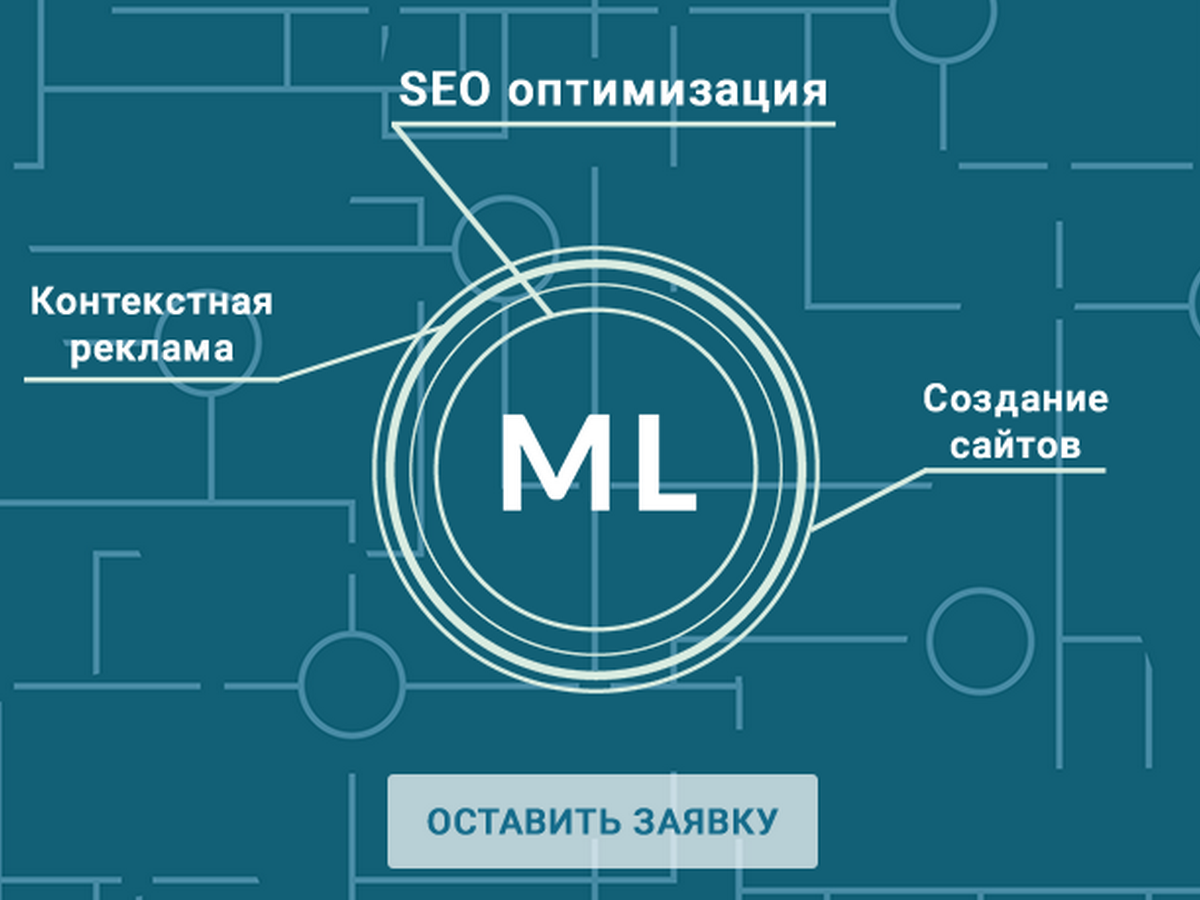 SEO оптимизация
Контекстная
реклама
Создание
сайтов
ML
ОСТАВИТЬ ЗАЯВКУ